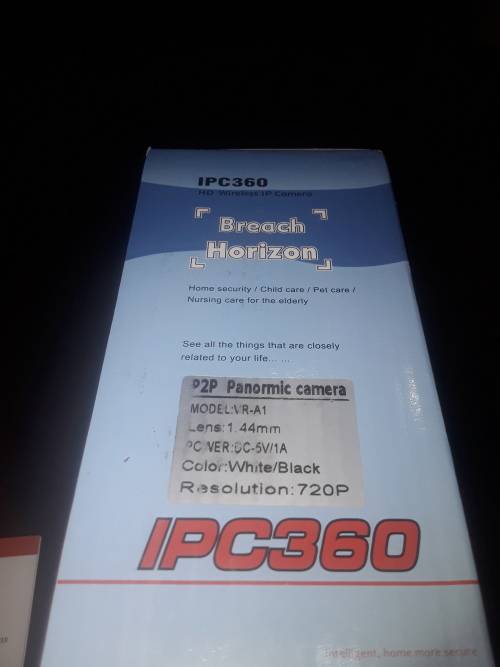 IPC360
HD Wireless IP Camera
Breach
Horizon
Home security / Child care / Pet care /
Nursing care for the elderly
See all the things that are closely
related to your life... ...
P2P Panormic camera
MODEL:VR-A1
Lens:1.44mm
POWER:DC-5V/1A
Color:White/Black
Resolution:720P
IPC360
Intelligent, home more secure